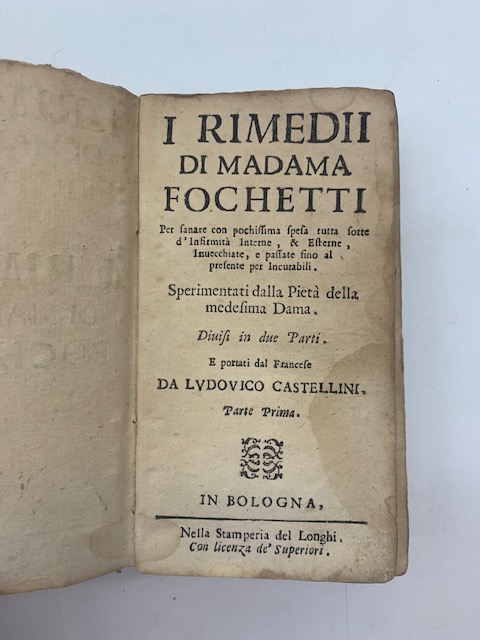 I RIMEDII
DI MADAMA
FOCHETTI
Per sanare con pochissima spesa tutta sorte
d'Infirmità Interne, & Esterne,
Inuecchiate, e passate fino al
presente per Incurabili.
Sperimentati dalla Pietà della
medesima Dama.
Diuisi in due Parti.
E portati dal Francese
DA LVDOVICO CASTELLINI.
Parte Prima.
IN BOLOGNA,
Nella Stamperia del Longhi.
Con licenza de' Superiori.